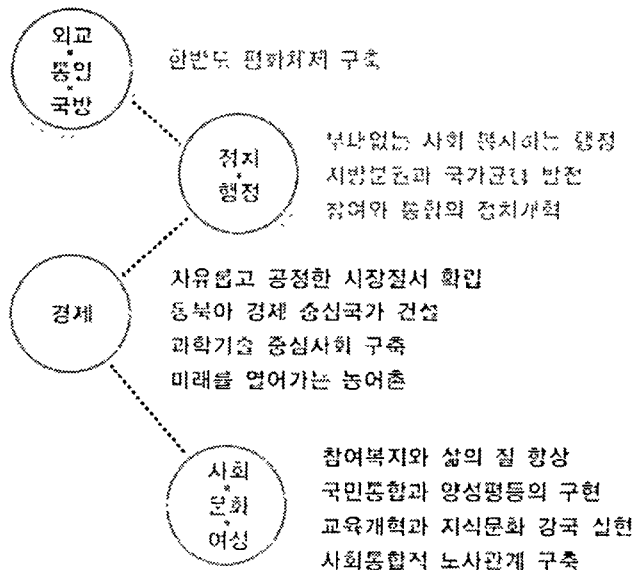 외교
통일
국방
한반도 평화체제 구축
정치
행정
부패없는 사회 봉사하는 행정
지방분권과 국가균형 발전
참여와 통합의 정치개혁
경제
자유롭고 공정한 시장질서 확립
동북아 경제 중심국가 건설
과학기술 중심사회 구축
미래를 열어가는 농어촌
사회
문화
여성
참여복지와 삶의 질 향상
국민통합과 양성평등의 구현
교육개혁과 지식문화 강국 실현
사회통합적 노사관계 구축